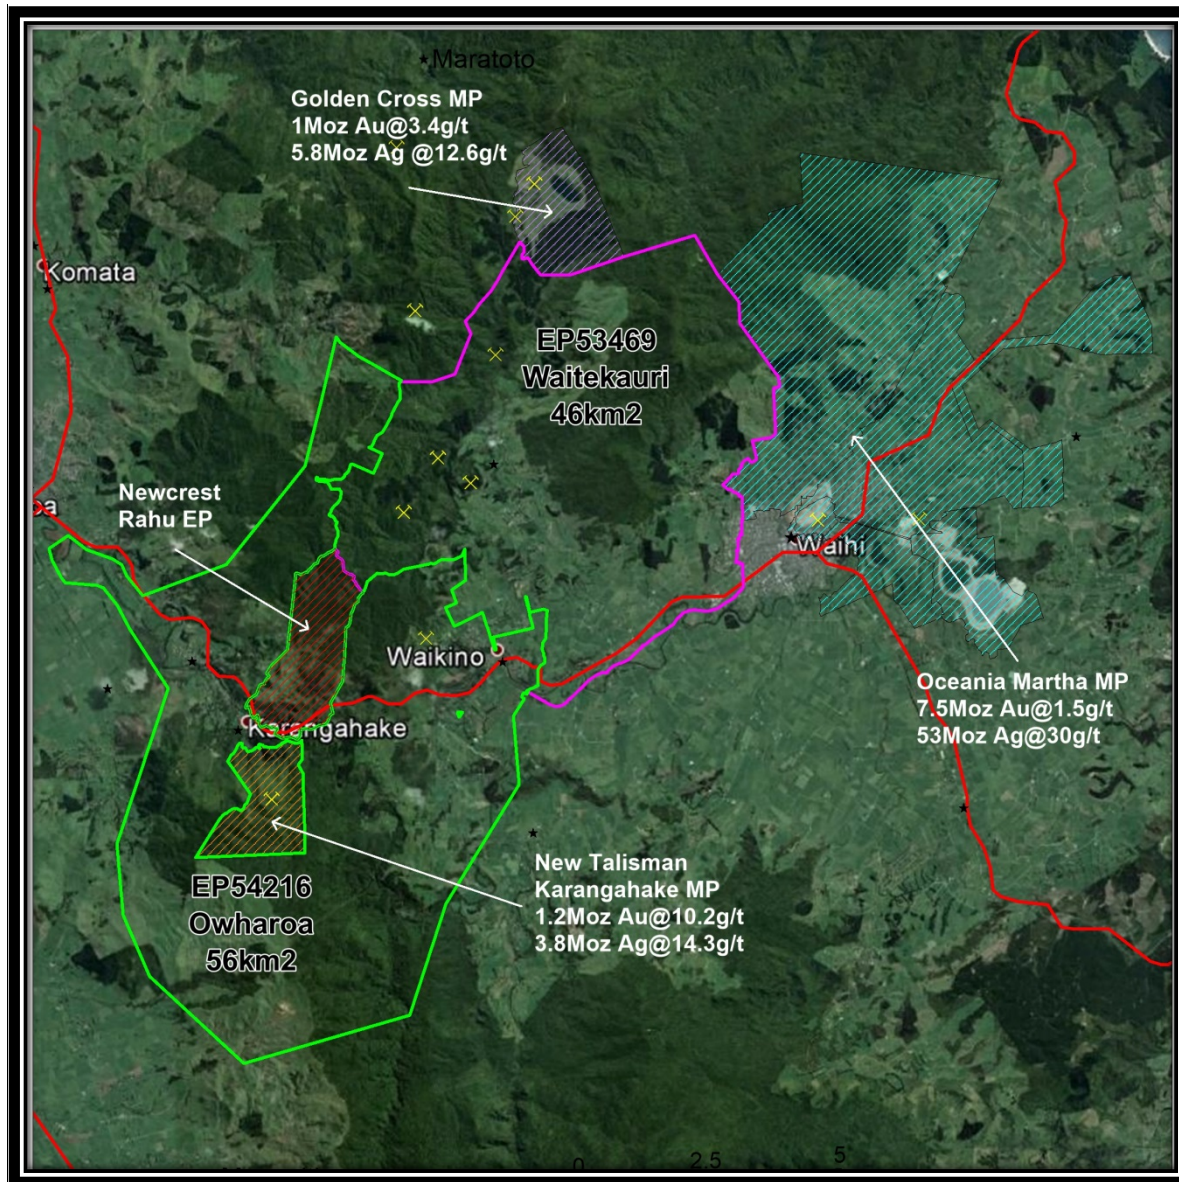 Maratoto
Golden Cross MP
1Moz Au@3.4g/t
5.8Moz Ag @12.6g/t
Komata
EP53469
Waitekauri
46km2
Newcrest
Rahu EP
oa
Waihi
Waikino
Karangahake
Oceania Martha MP
7.5Moz Au@1.5g/t
53Moz Ag@30g/t
New Talisman
Karangahake MP
1.2Moz Au@10.2g/t
3.8Moz Ag@14.3g/t
EP54216
Owharoa
56km2
0 2.5 5